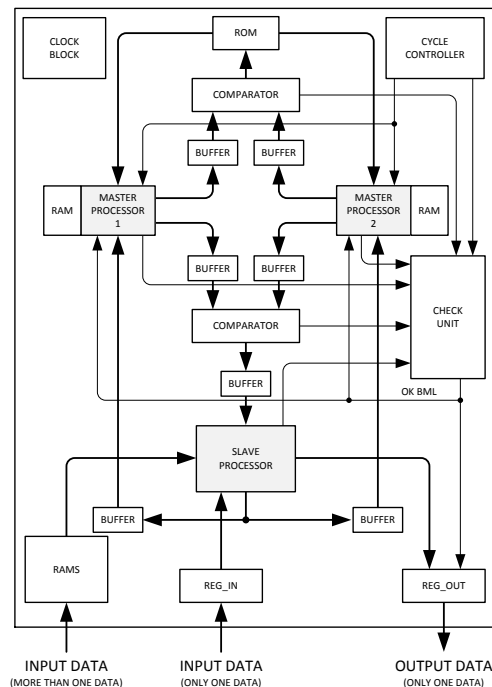 CLOCK
BLOCK
ROM
CYCLE
CONTROLLER
COMPARATOR
BUFFER
BUFFER
RAM
MASTER
PROCESSOR
1
MASTER
PROCESSOR
2
RAM
BUFFER
BUFFER
CHECK
UNIT
COMPARATOR
BUFFER
OK BML
SLAVE
PROCESSOR
BUFFER
BUFFER
RAMS
REG_IN
REG_OUT
INPUT DATA
(MORE THAN ONE DATA)
INPUT DATA
(ONLY ONE DATA)
OUTPUT DATA
(ONLY ONE DATA)